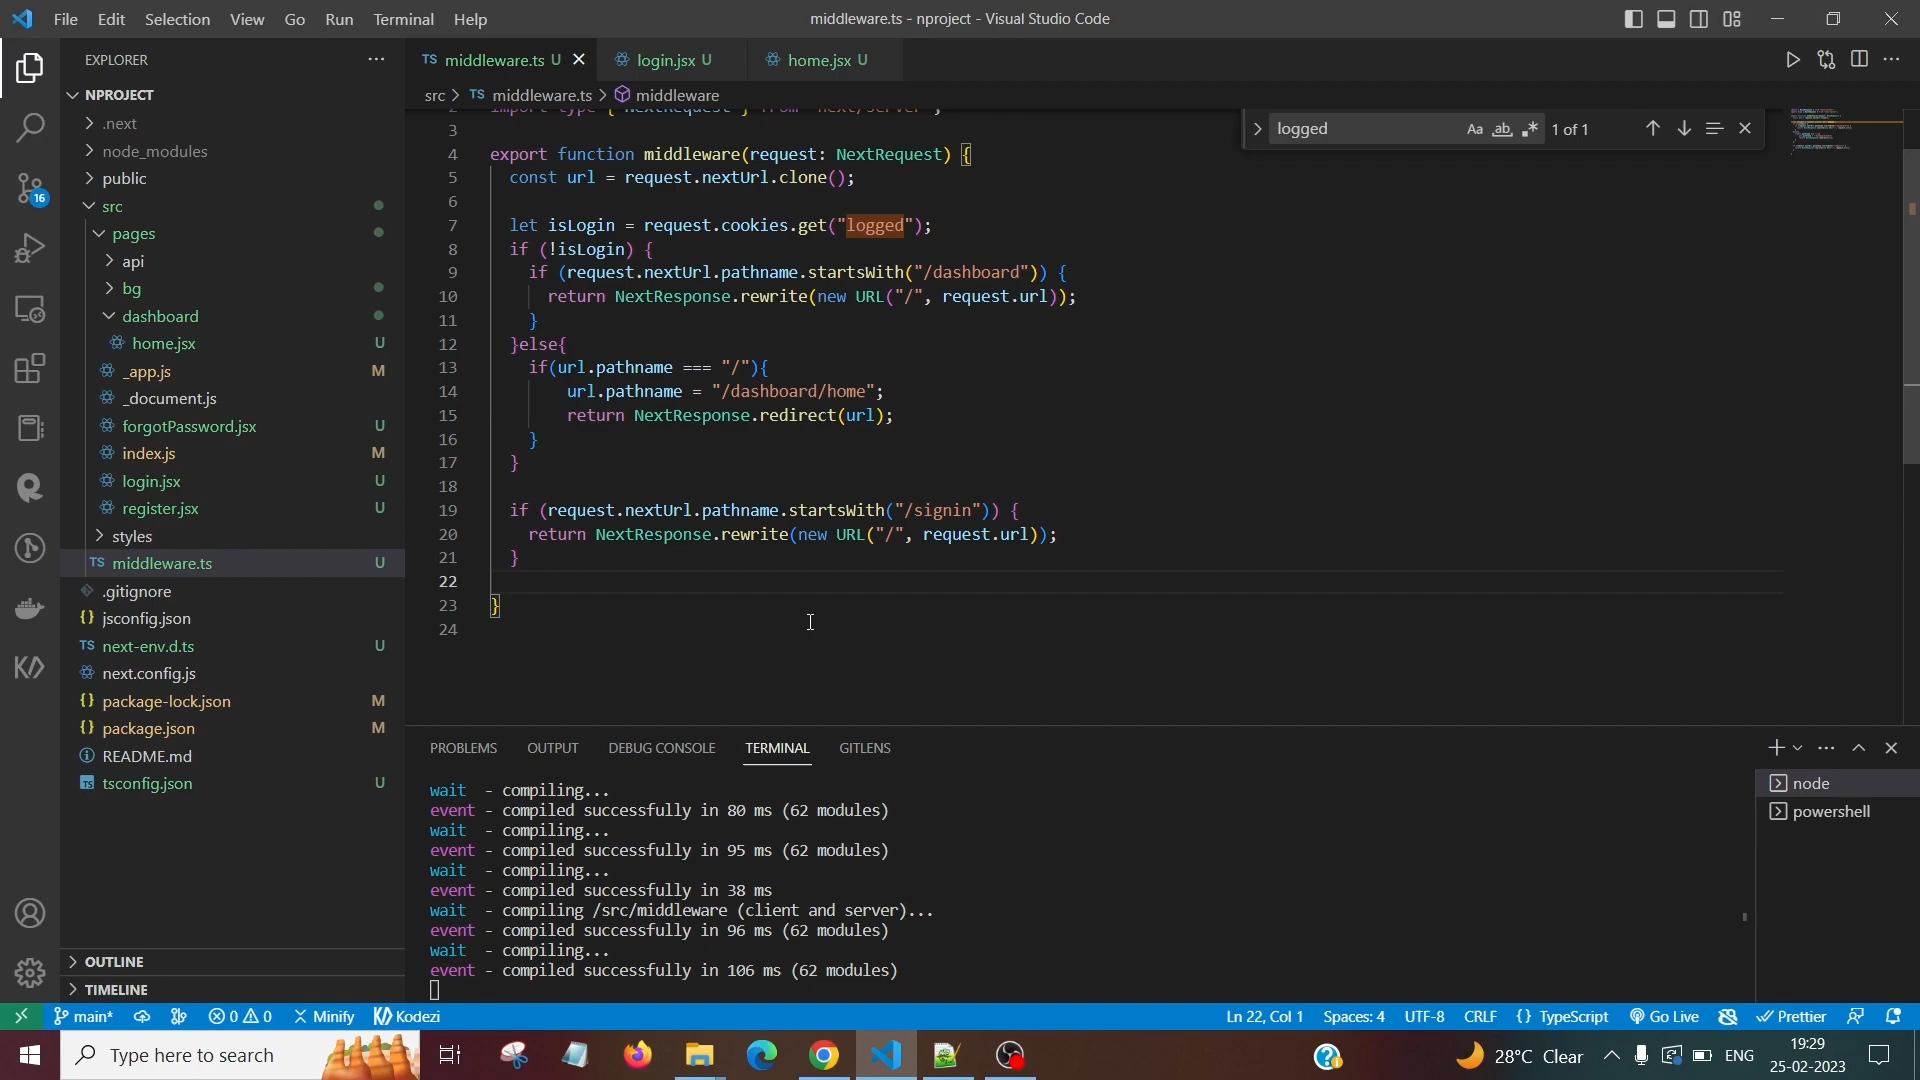 File Edit Selection View Go Run Terminal Help
middleware.ts - nproject - Visual Studio Code
EXPLORER
TS middleware.ts U
login.jsx U
home.jsx U
src > TS middleware.ts > middleware
NPROJECT
.next
node_modules
public
src
pages
api
bg
dashboard
home.jsx U
_app.js M
_document.js
forgotPassword.jsx U
index.js M
login.jsx U
register.jsx U
styles
TS middleware.ts U
.gitignore
{} jsconfig.json
TS next-env.d.ts U
next.config.js
{} package-lock.json M
{} package.json M
README.md
tsconfig.json U
OUTLINE
TIMELINE
16
logged Aa ab 1 of 1
2 import type { NextRequest } from "next/server";
3
4 export function middleware(request: NextRequest) {
5 const url = request.nextUrl.clone();
6
7 let isLogin = request.cookies.get("logged");
8 if (!isLogin) {
9 if (request.nextUrl.pathname.startsWith("/dashboard")) {
10 return NextResponse.rewrite(new URL("/", request.url));
11 }
12 }else{
13 if(url.pathname === "/"){
14 url.pathname = "/dashboard/home";
15 return NextResponse.redirect(url);
16 }
17 }
18
19 if (request.nextUrl.pathname.startsWith("/signin")) {
20 return NextResponse.rewrite(new URL("/", request.url));
21 }
22
23 }
24
PROBLEMS OUTPUT DEBUG CONSOLE TERMINAL GITLENS
wait - compiling...
event - compiled successfully in 80 ms (62 modules)
wait - compiling...
event - compiled successfully in 95 ms (62 modules)
wait - compiling...
event - compiled successfully in 38 ms
wait - compiling /src/middleware (client and server)...
event - compiled successfully in 96 ms (62 modules)
wait - compiling...
event - compiled successfully in 106 ms (62 modules)
node
powershell
main* 0 0 Minify Kodezi
Ln 22, Col 1 Spaces: 4 UTF-8 CRLF {} TypeScript Go Live Prettier
Type here to search
28°C Clear ENG
19:29
25-02-2023